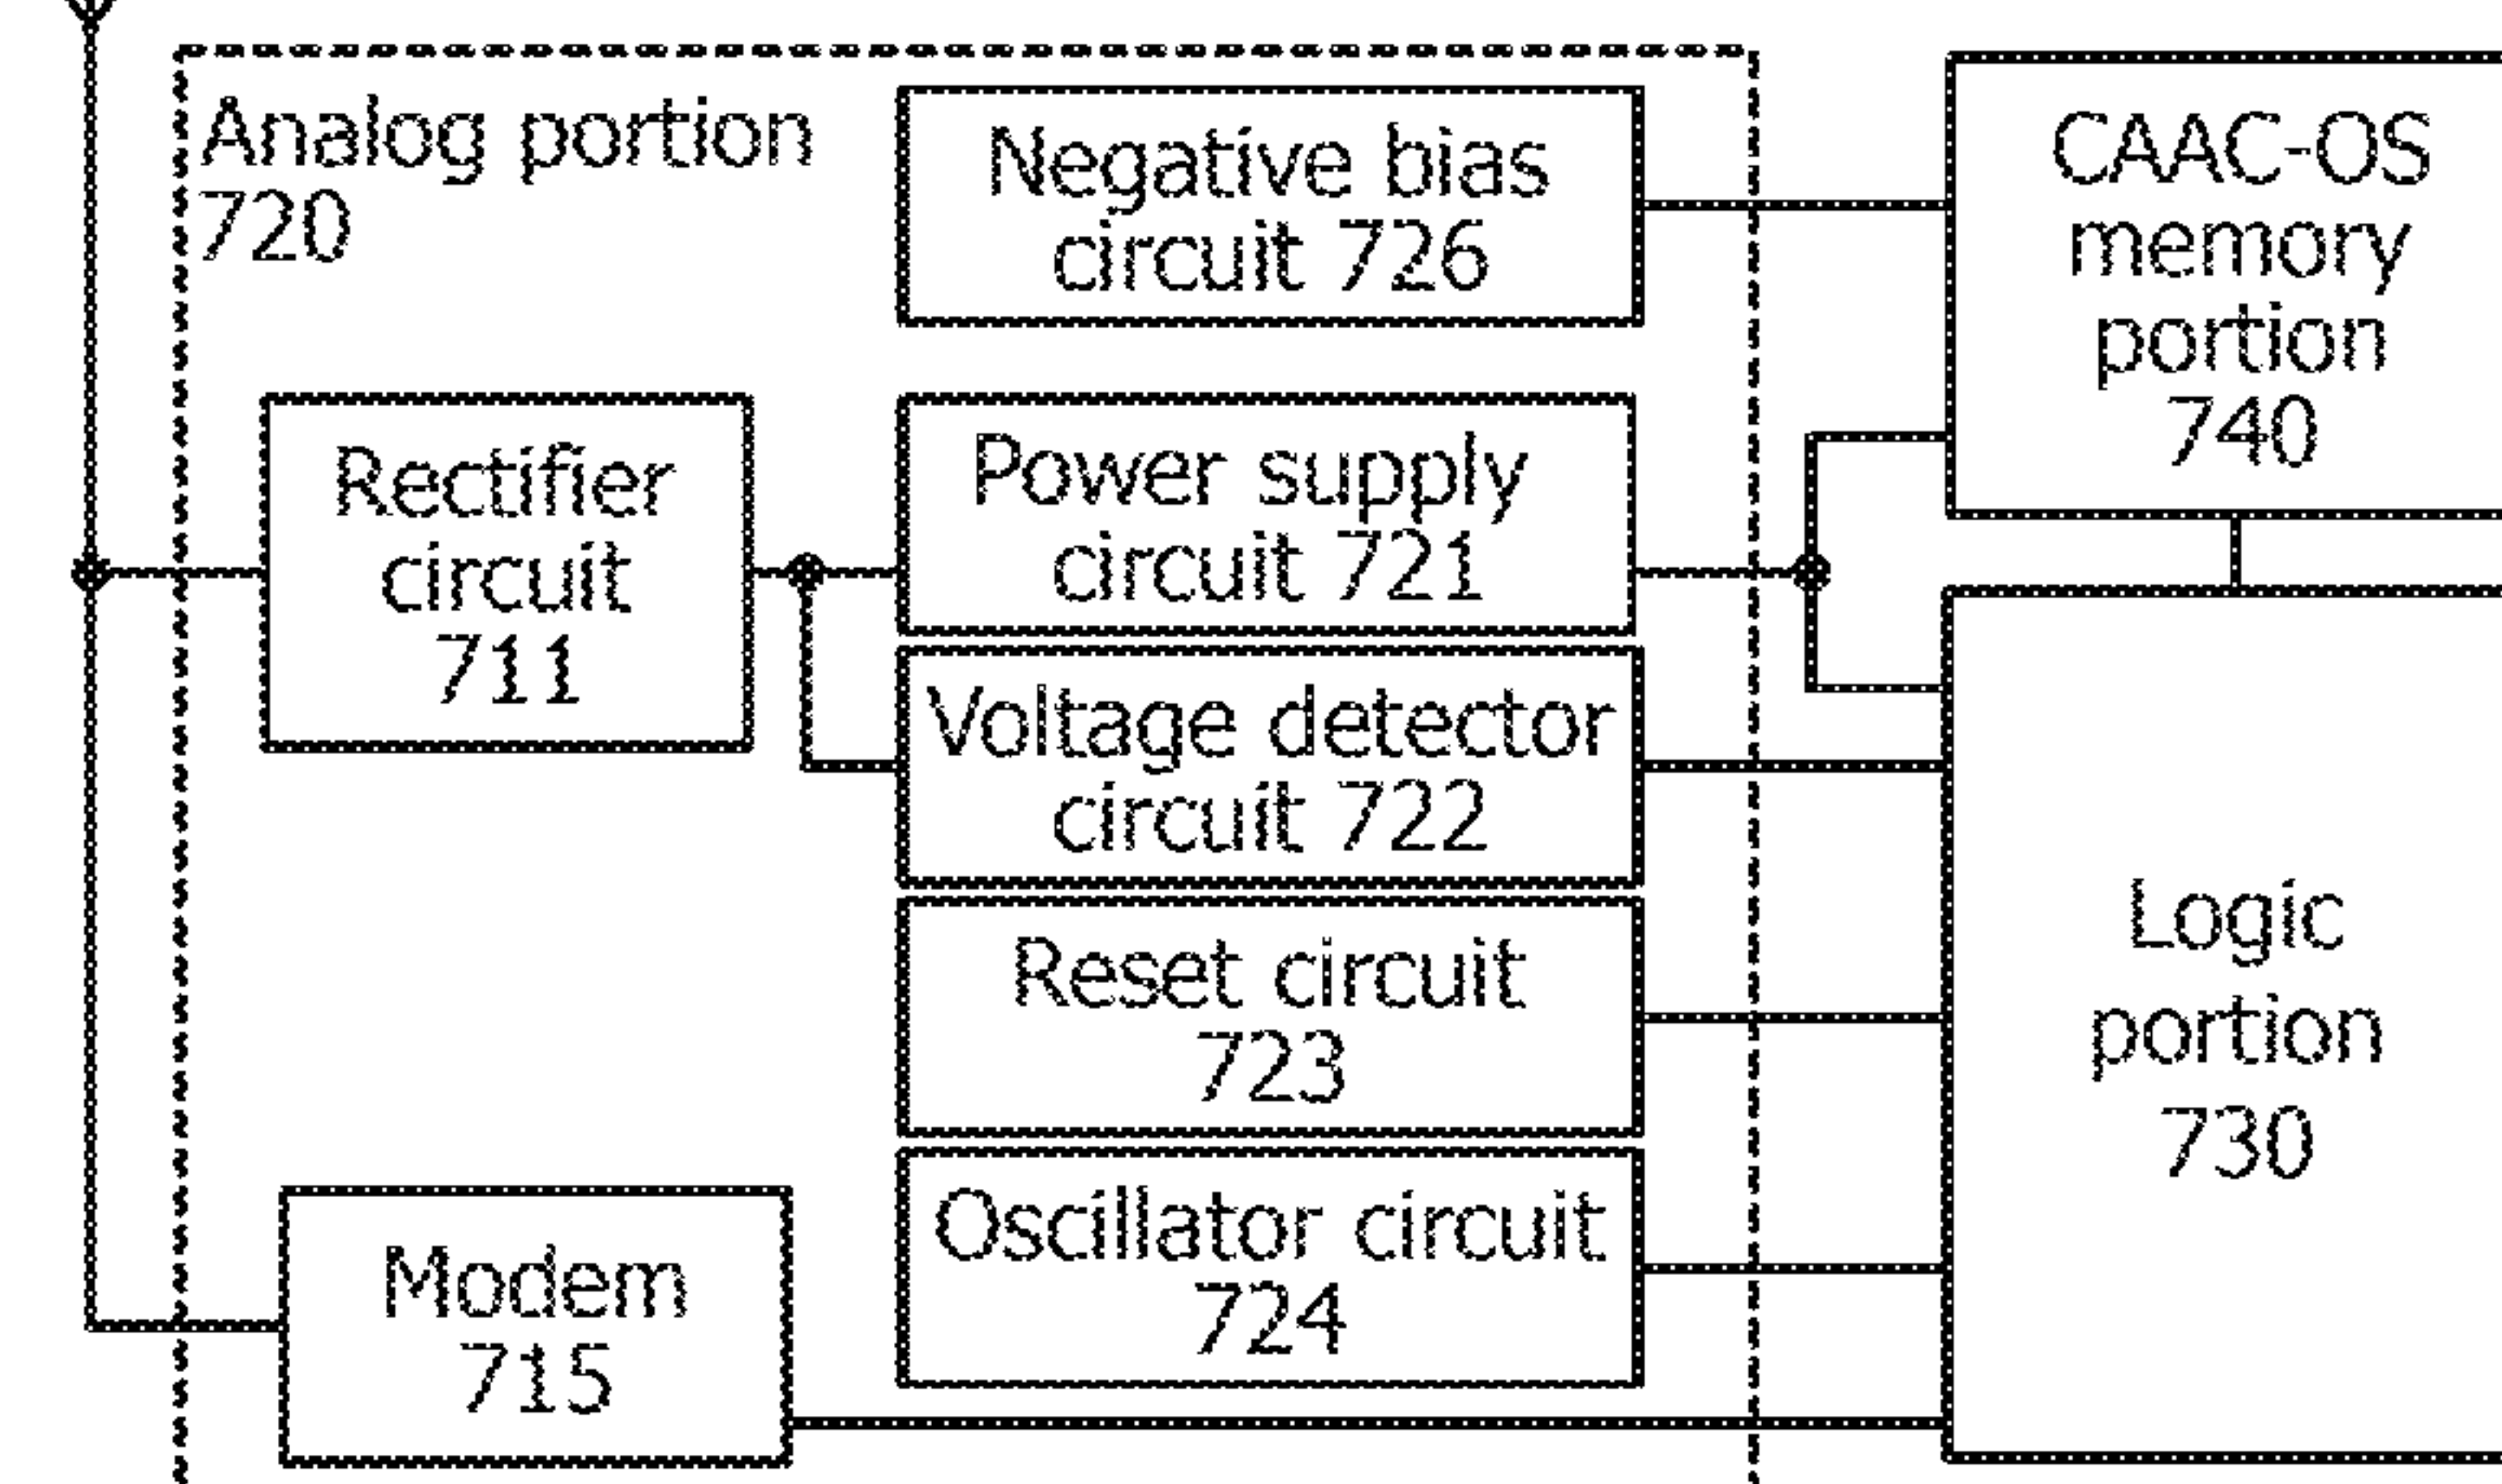 Analog portion
720
Negative bias
circuit 726
CAAC-OS
memory
portion
740
Rectifier
circuit
711
Power supply
circuit 721
Voltage detector
circuit 722
Reset circuit
723
Logic
portion
730
Oscillator circuit
724
Modem
715